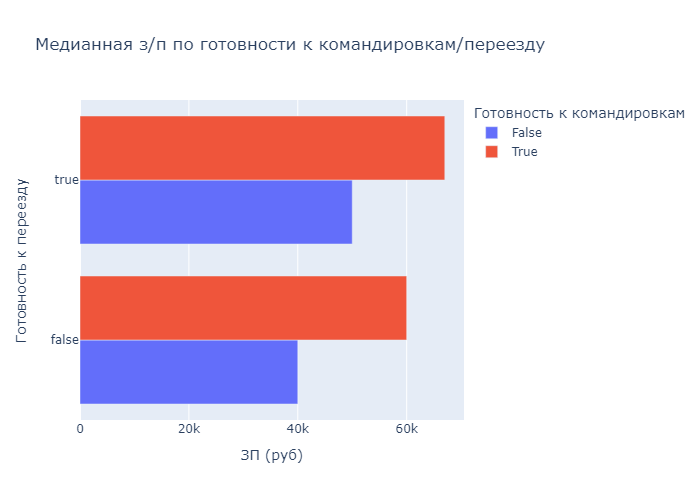 Медианная з/п по готовности к командировкам/переезду
Готовность к командировкам
False
True
Готовность к переезду
true
false
0
20k
40k
60k
ЗП (руб)